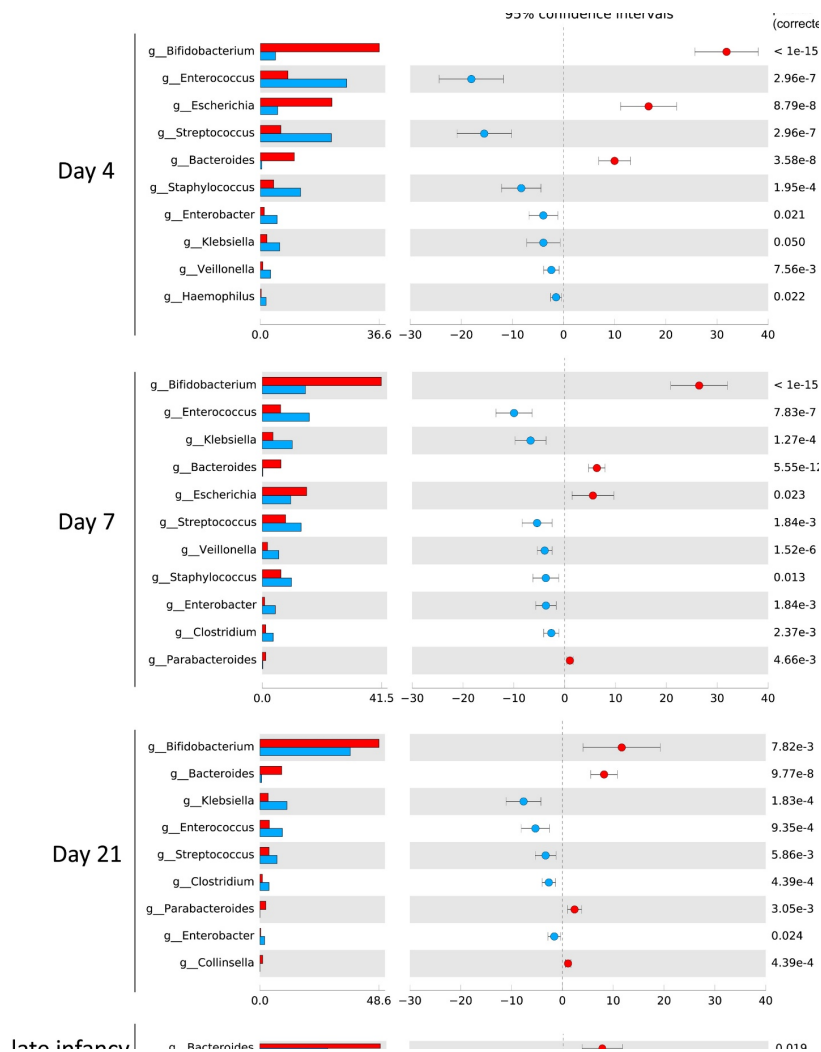 95% confidence intervals
(correcte
Day 4
g__Bifidobacterium < 1e-15
g__Enterococcus 2.96e-7
g__Escherichia 8.79e-8
g__Streptococcus 2.96e-7
g__Bacteroides 3.58e-8
g__Staphylococcus 1.95e-4
g__Enterobacter 0.021
g__Klebsiella 0.050
g__Veillonella 7.56e-3
g__Haemophilus 0.022
0.0 36.6 −30 −20 −10 0 10 20 30 40
Day 7
g__Bifidobacterium < 1e-15
g__Enterococcus 7.83e-7
g__Klebsiella 1.27e-4
g__Bacteroides 5.55e-12
g__Escherichia 0.023
g__Streptococcus 1.84e-3
g__Veillonella 1.52e-6
g__Staphylococcus 0.013
g__Enterobacter 1.84e-3
g__Clostridium 2.37e-3
g__Parabacteroides 4.66e-3
0.0 41.5 −30 −20 −10 0 10 20 30 40
Day 21
g__Bifidobacterium 7.82e-3
g__Bacteroides 9.77e-8
g__Klebsiella 1.83e-4
g__Enterococcus 9.35e-4
g__Streptococcus 5.86e-3
g__Clostridium 4.39e-4
g__Parabacteroides 3.05e-3
g__Enterobacter 0.024
g__Collinsella 4.39e-4
0.0 48.6 −30 −20 −10 0 10 20 30 40
late infancy
g__Bacteroides 0.019